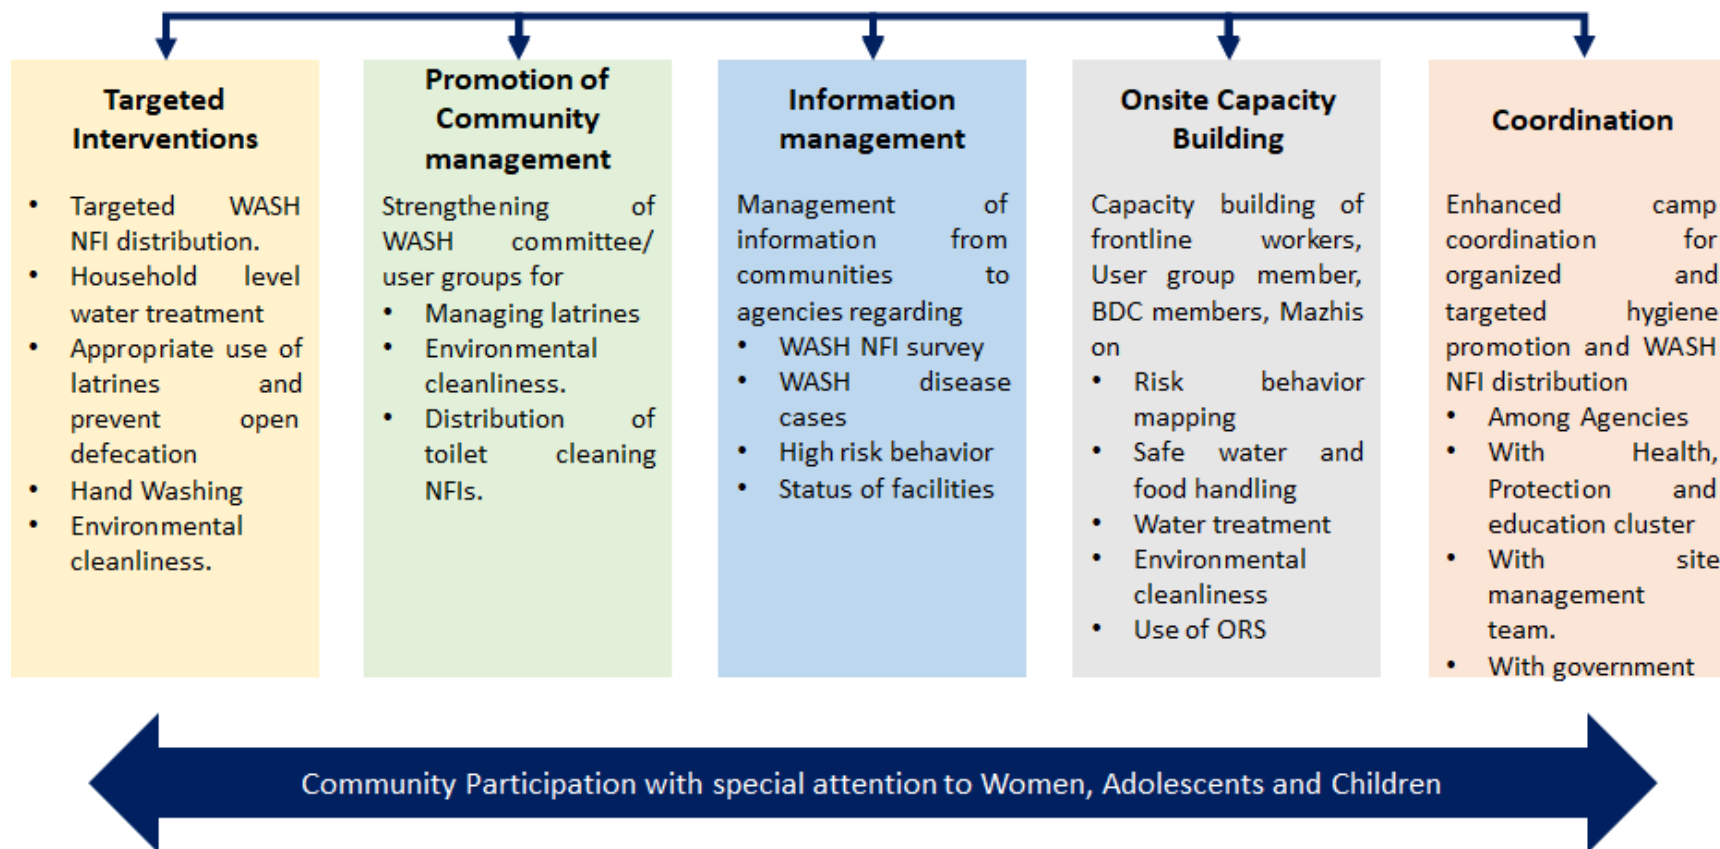 Targeted
Interventions
• Targeted WASH
NFI distribution.
• Household level
water treatment
• Appropriate use of
latrines and
prevent open
defecation
• Hand Washing
• Environmental
cleanliness.
Promotion of
Community
management
Strengthening of
WASH committee/
user groups for
• Managing latrines
• Environmental
cleanliness.
• Distribution of
toilet cleaning
NFIs.
Information
management
Management of
information from
communities to
agencies regarding
• WASH NFI survey
• WASH disease
cases
• High risk behavior
• Status of facilities
Onsite Capacity
Building
Capacity building of
frontline workers,
User group member,
BDC members, Mazhis
on
• Risk behavior
mapping
• Safe water and
food handling
• Water treatment
• Environmental
cleanliness
• Use of ORS
Coordination
Enhanced camp
coordination for
organized and
targeted hygiene
promotion and WASH
NFI distribution
• Among Agencies
• With Health,
Protection and
education cluster
• With site
management
team.
• With government
Community Participation with special attention to Women, Adolescents and Children